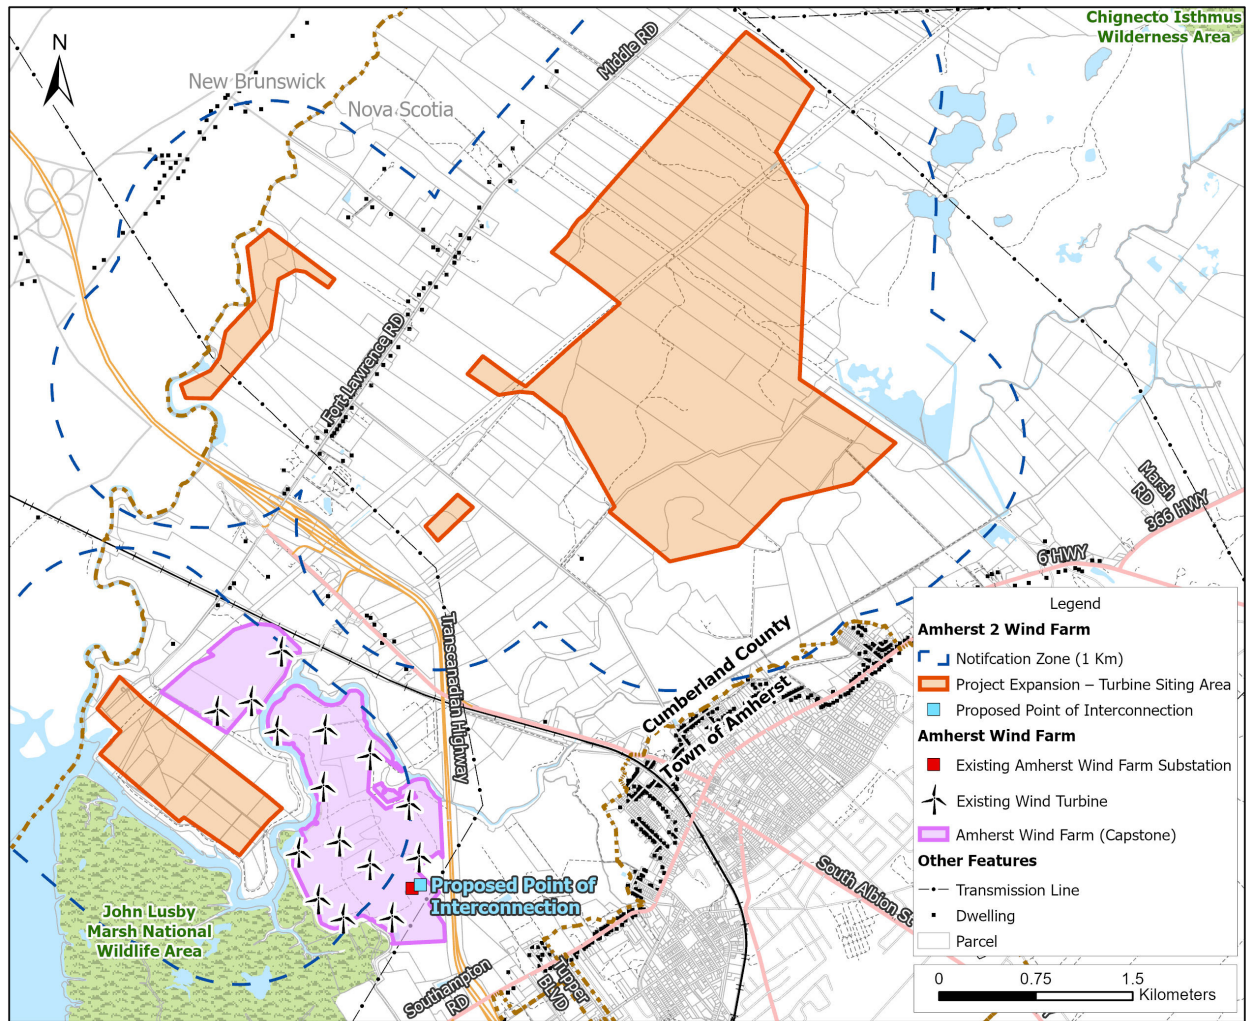 Chignecto Isthmus
Wilderness Area
N
New Brunswick
Nova Scotia
Middle RD
Fort Lawrence RD
Marsh
RD
366 HWY
6 HWY
Transcanadian Highway
Cumberland County
Town of Amherst
South Albion St
Proposed Point of
Interconnection
John Lusby
Marsh National
Wildlife Area
Southampton
RD
Tupper
BLVD
Legend
Amherst 2 Wind Farm
Notifcation Zone (1 Km)
Project Expansion – Turbine Siting Area
Proposed Point of Interconnection
Amherst Wind Farm
Existing Amherst Wind Farm Substation
Existing Wind Turbine
Amherst Wind Farm (Capstone)
Other Features
Transmission Line
Dwelling
Parcel
0 0.75 1.5
Kilometers